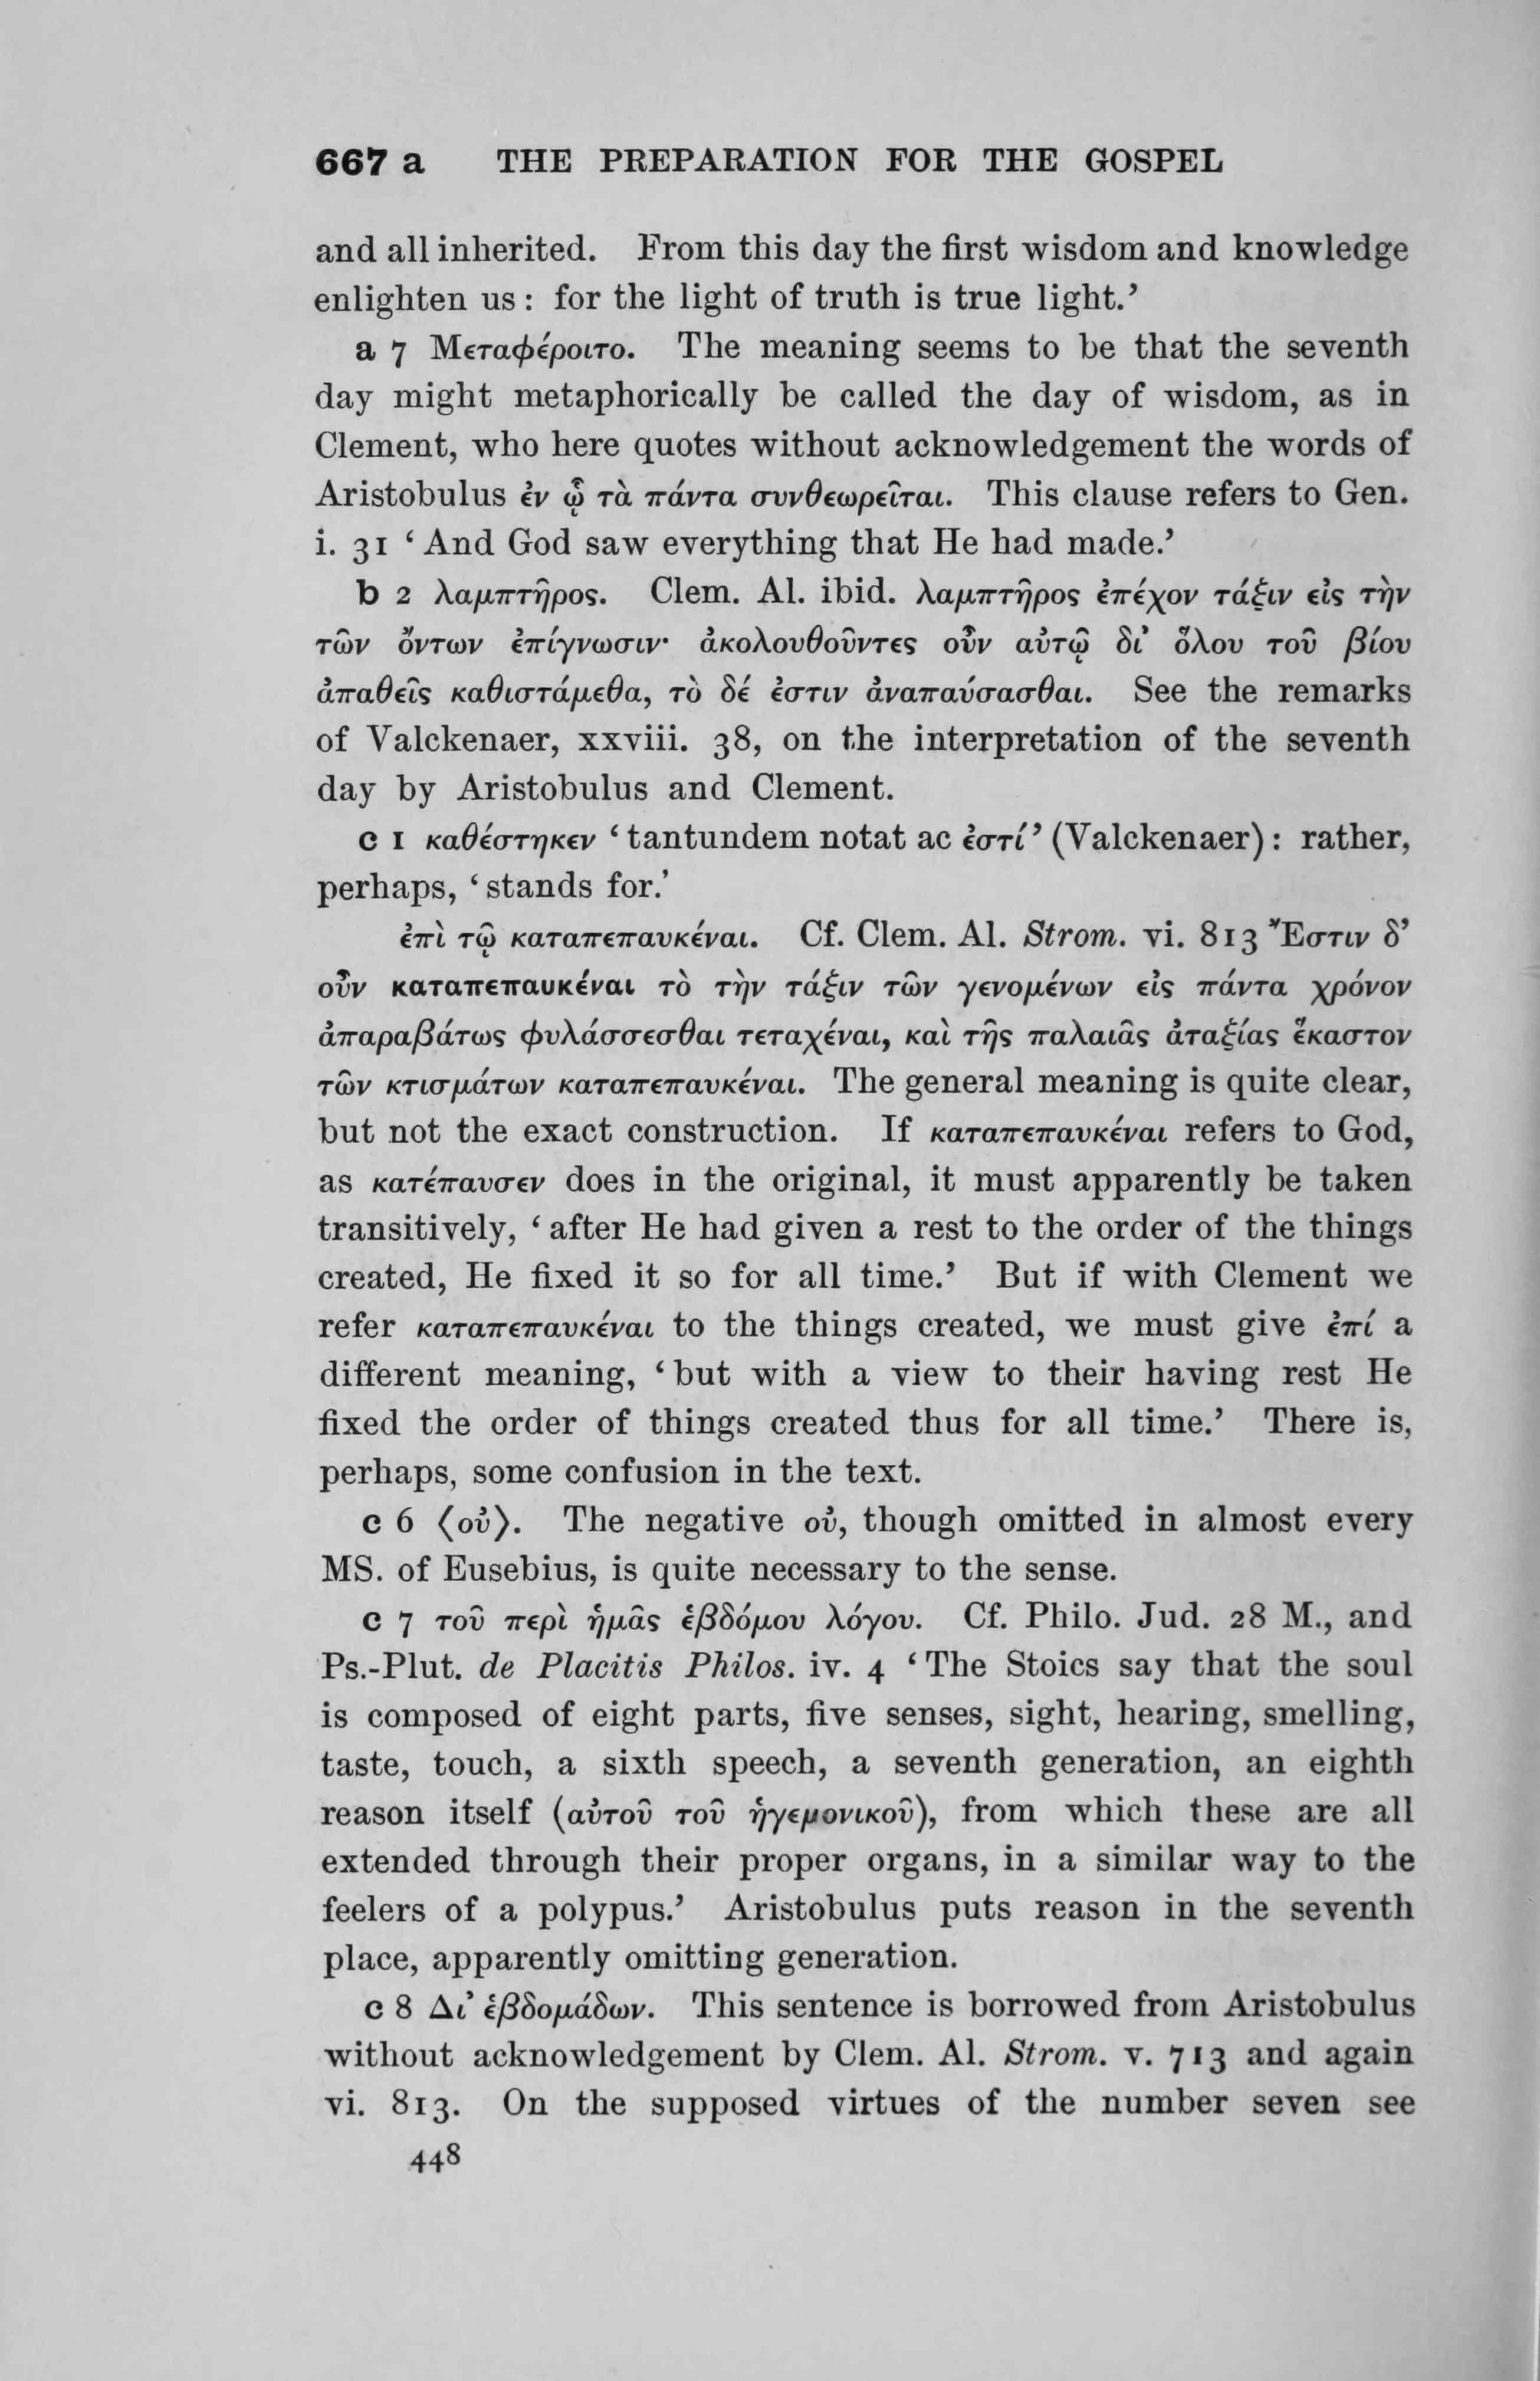 667 a THE PREPARATION FOR THE GOSPEL
and all inherited. From this day the first wisdom and knowledge
enlighten us : for the light of truth is true light.’
a 7 Μεταφέροιτο. The meaning seems to be that the seventh
day might metaphorically be called the day of wisdom, as in
Clement, who here quotes without acknowledgement the words of
Aristobulus ἐν ᾧ τὰ πάντα συνθεωρεῖται. This clause refers to Gen.
i. 31 ‘ And God saw everything that He had made.’
b 2 λαμπτῆρος. Clem. Al. ibid. λαμπτῆρος ἐπέχον τάξιν εἰς τὴν
τῶν ὄντων ἐπίγνωσιν· ἀκολουθοῦντες οὖν αὐτῷ δι’ ὅλου τοῦ βίου
ἀπαθεῖς καθιστάμεθα, τὸ δέ ἐστιν ἀναπαύσασθαι. See the remarks
of Valckenaer, xxviii. 38, on the interpretation of the seventh
day by Aristobulus and Clement.
c 1 καθέστηκεν ‘ tantundem notat ac ἐστί’ (Valckenaer) : rather,
perhaps, ‘ stands for.’
ἐπὶ τῷ καταπεπαυκέναι. Cf. Clem. Al. Strom. vi. 813 Ἔστιν δ’
οὖν καταπεπαυκέναι τὸ τὴν τάξιν τῶν γενομένων εἰς πάντα χρόνον
ἀπαραβάτως φυλάσσεσθαι τεταχέναι, καὶ τῆς παλαιᾶς ἀταξίας ἕκαστον
τῶν κτισμάτων καταπεπαυκέναι. The general meaning is quite clear,
but not the exact construction. If καταπεπαυκέναι refers to God,
as κατέπαυσεν does in the original, it must apparently be taken
transitively, ‘ after He had given a rest to the order of the things
created, He fixed it so for all time.’ But if with Clement we
refer καταπεπαυκέναι to the things created, we must give ἐπί a
different meaning, ‘ but with a view to their having rest He
fixed the order of things created thus for all time.’ There is,
perhaps, some confusion in the text.
c 6 ⟨οὐ⟩. The negative οὐ, though omitted in almost every
MS. of Eusebius, is quite necessary to the sense.
c 7 τοῦ περὶ ἡμᾶς ἑβδόμου λόγου. Cf. Philo. Jud. 28 M., and
Ps.-Plut. de Placitis Philos. iv. 4 ‘ The Stoics say that the soul
is composed of eight parts, five senses, sight, hearing, smelling,
taste, touch, a sixth speech, a seventh generation, an eighth
reason itself (αὐτοῦ τοῦ ἡγεμονικοῦ), from which these are all
extended through their proper organs, in a similar way to the
feelers of a polypus.’ Aristobulus puts reason in the seventh
place, apparently omitting generation.
c 8 Δι’ ἑβδομάδων. This sentence is borrowed from Aristobulus
without acknowledgement by Clem. Al. Strom. v. 713 and again
vi. 813. On the supposed virtues of the number seven see
448